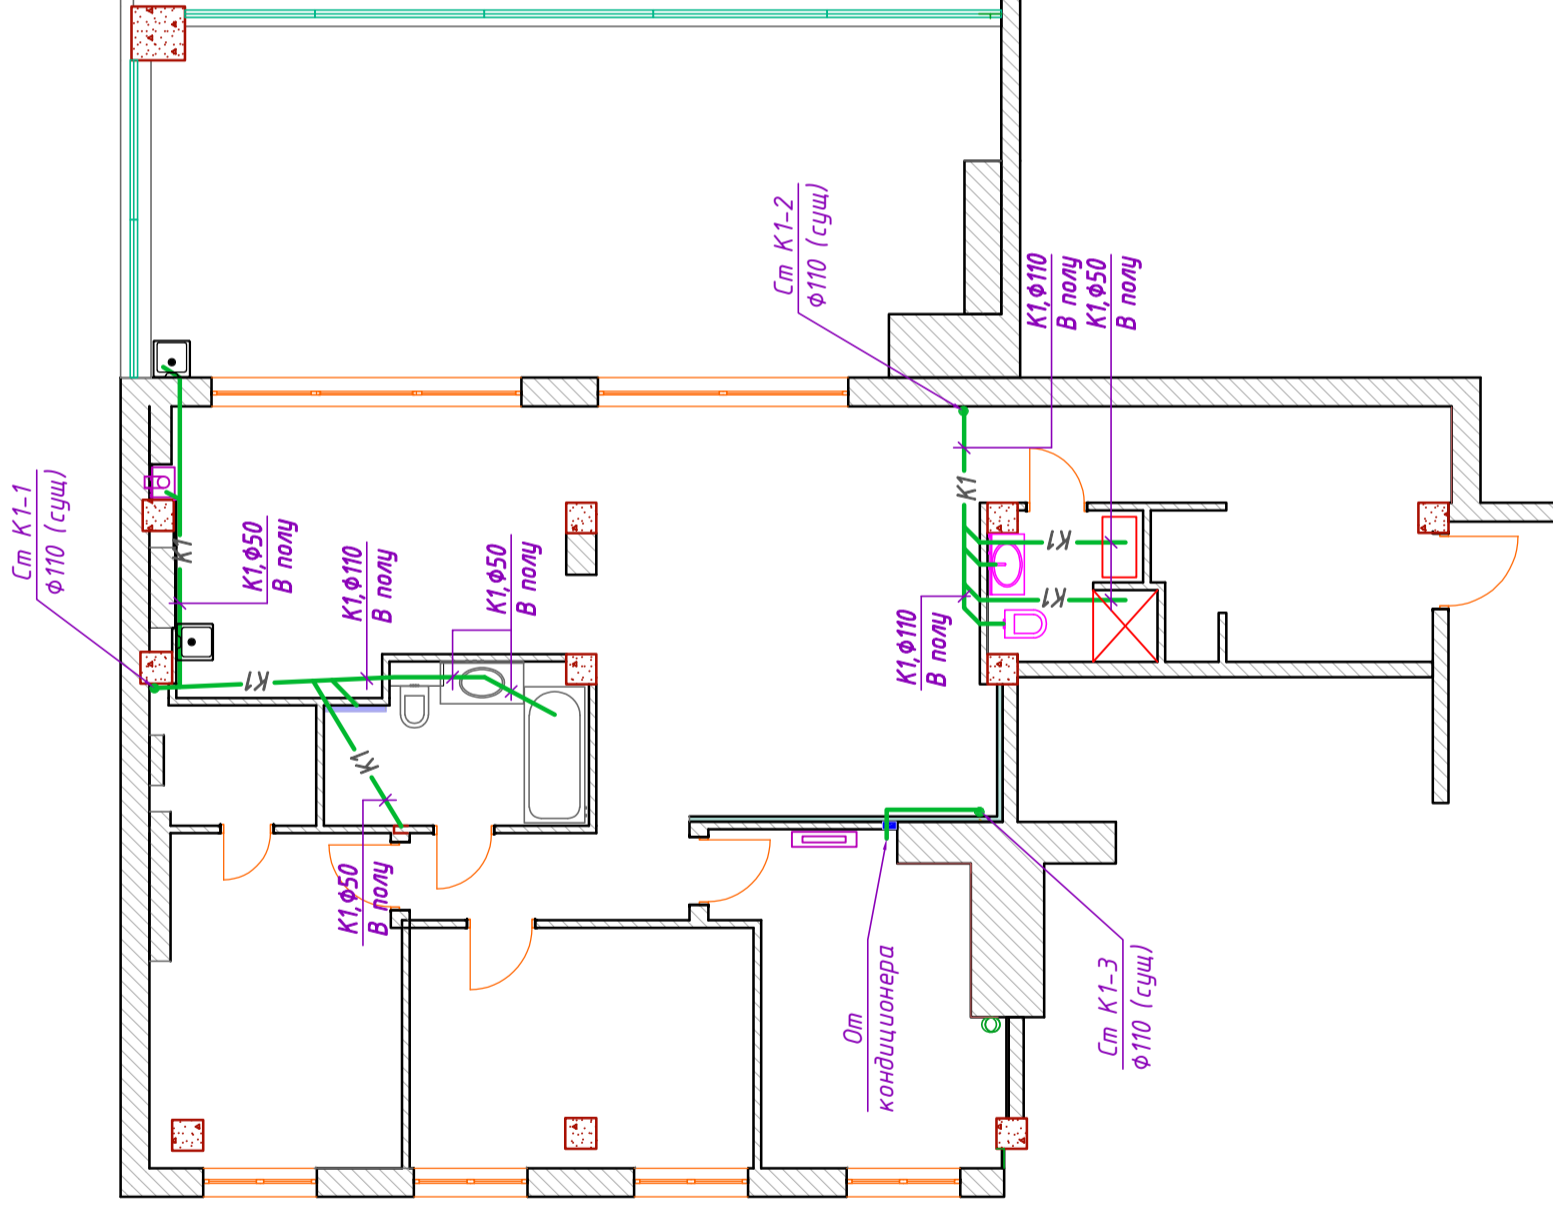 Ст К1-1
ф110 (сущ)
К1,ф50
В полу
К1,ф110
В полу
К1,ф50
В полу
К1
К1
К1
К1,ф50
В полу
Ст К1-2
ф110 (сущ)
К1,ф110
В полу
К1,ф50
В полу
К1
К1
К1
К1,ф110
В полу
От
кондиционера
Ст К1-3
ф110 (сущ)